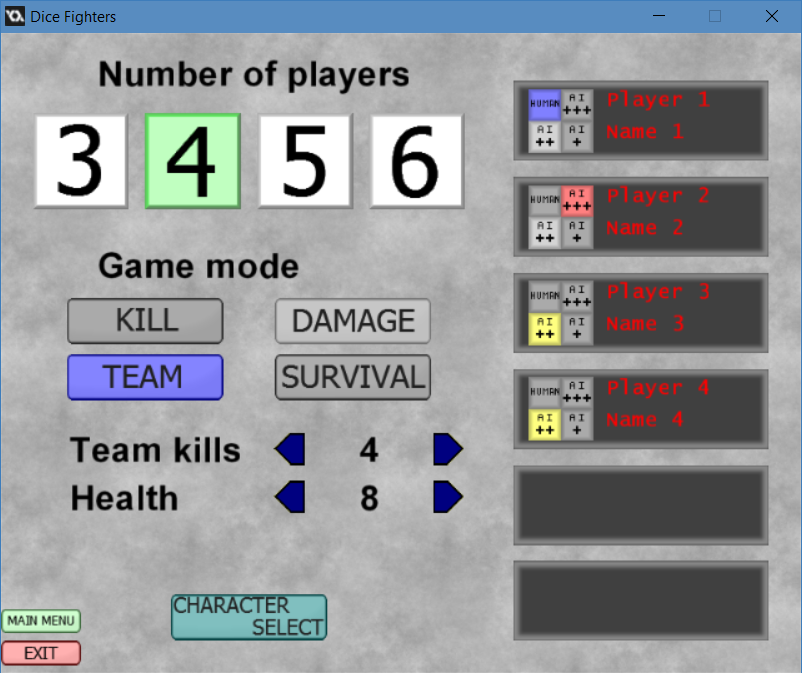 Dice Fighters
Number of players
3 4 5 6
Game mode
KILL DAMAGE
TEAM SURVIVAL
Team kills 4
Health 8
CHARACTER
SELECT
MAIN MENU
EXIT
HUMAN AI +++ Player 1
AI ++ AI + Name 1
HUMAN AI +++ Player 2
AI ++ AI + Name 2
HUMAN AI +++ Player 3
AI ++ AI + Name 3
HUMAN AI +++ Player 4
AI ++ AI + Name 4